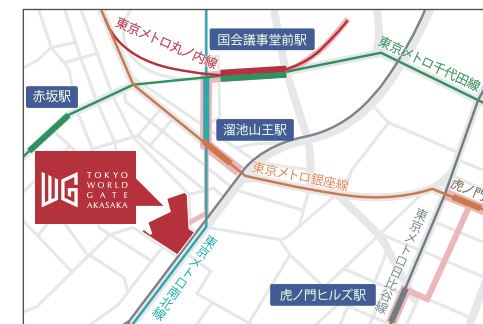 東京メトロ丸ノ内線
国会議事堂前駅
東京メトロ千代田線
赤坂駅
溜池山王駅
東京メトロ銀座線
虎ノ門
WG
TOKYO
WORLD
GATE
AKASAKA
東京メトロ南北線
東京メトロ日比谷線
虎ノ門ヒルズ駅